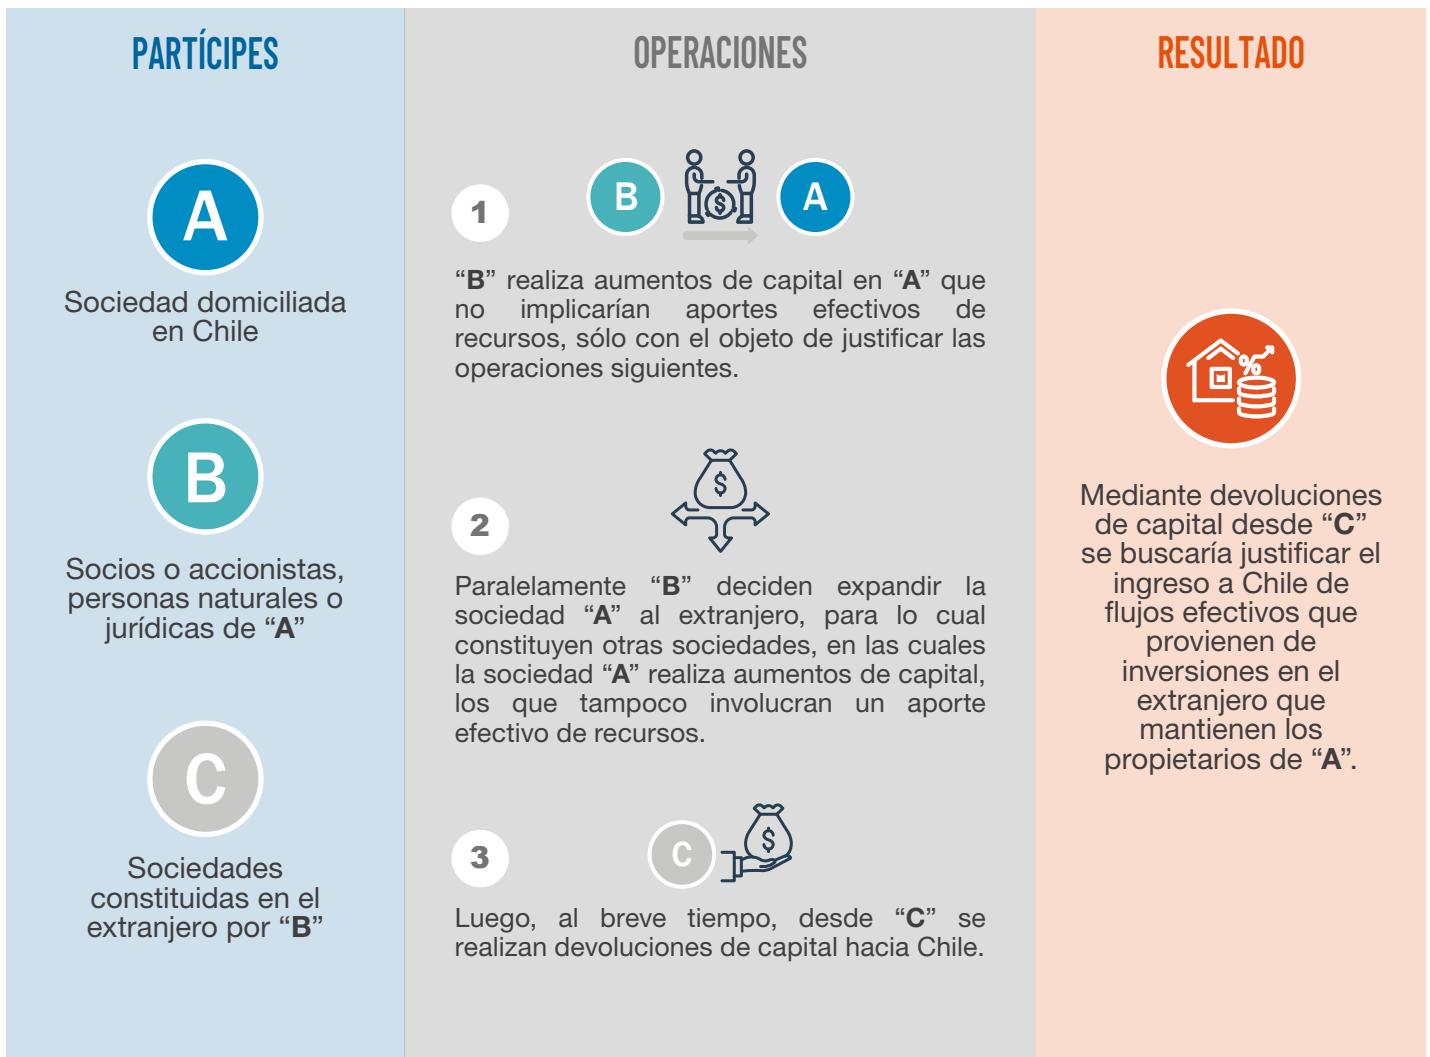 PARTÍCIPES
A
Sociedad domiciliada
en Chile
B
Socios o accionistas,
personas naturales o
jurídicas de “A”
C
Sociedades
constituidas en el
extranjero por “B”
OPERACIONES
1
B
$
A
“B” realiza aumentos de capital en “A” que
no implicarían aportes efectivos de
recursos, sólo con el objeto de justificar las
operaciones siguientes.
$
2
Paralelamente “B” deciden expandir la
sociedad “A” al extranjero, para lo cual
constituyen otras sociedades, en las cuales
la sociedad “A” realiza aumentos de capital,
los que tampoco involucran un aporte
efectivo de recursos.
3
C
$
Luego, al breve tiempo, desde “C” se
realizan devoluciones de capital hacia Chile.
RESULTADO
%
Mediante devoluciones
de capital desde “C”
se buscaría justificar el
ingreso a Chile de
flujos efectivos que
provienen de
inversiones en el
extranjero que
mantienen los
propietarios de “A”.